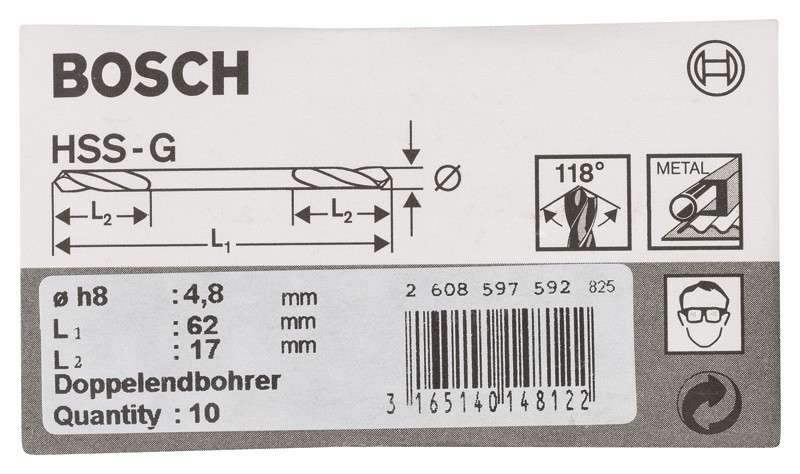 BOSCH
HSS-G
Ø
118°
METAL
L2
L2
L1
ø h8 : 4,8 mm
L1 : 62 mm
L2 : 17 mm
Doppelendbohrer
Quantity : 10
2 608 597 592 825
3 165140 148122